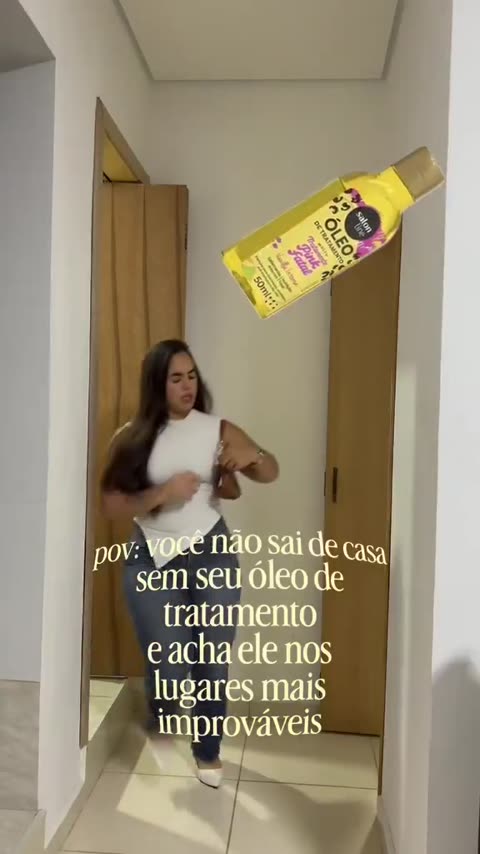 salon
line
ÓLEO
DE TRATAMENTO
Pink
Fatal
50ml
pov: você não sai de casa
sem seu óleo de
tratamento
e acha ele nos
lugares mais
improváveis